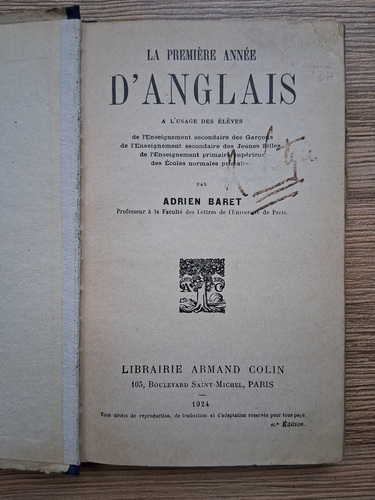 LA PREMIÈRE ANNÉE
D'ANGLAIS
A L'USAGE DES ÉLÈVES
de l'Enseignement secondaire des Garçons
de l'Enseignement secondaire des Jeunes Filles
de l'Enseignement primaire supérieur
des Écoles normales primaires
PAR
ADRIEN BARET
Professeur à la Faculté des Lettres de l'Université de Paris.
LIBRAIRIE ARMAND COLIN
103, BOULEVARD SAINT-MICHEL, PARIS
1924
Tous droits de reproduction, de traduction et d'adaptation réservés pour tous pays.
Édition.